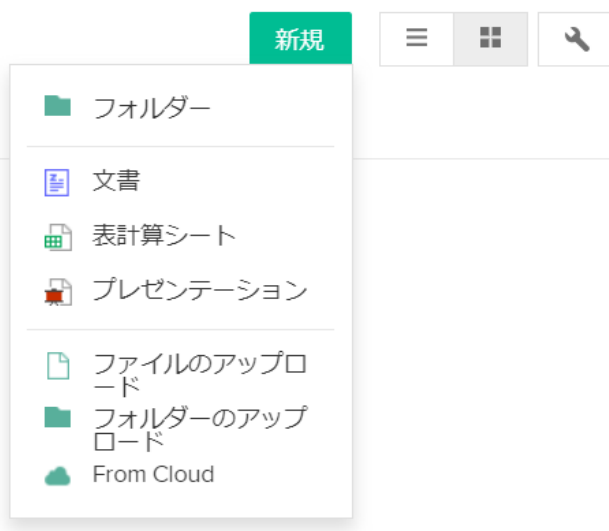 新規
フォルダー
文書
表計算シート
プレゼンテーション
ファイルのアップロ
ード
フォルダーのアップ
ロード
From Cloud